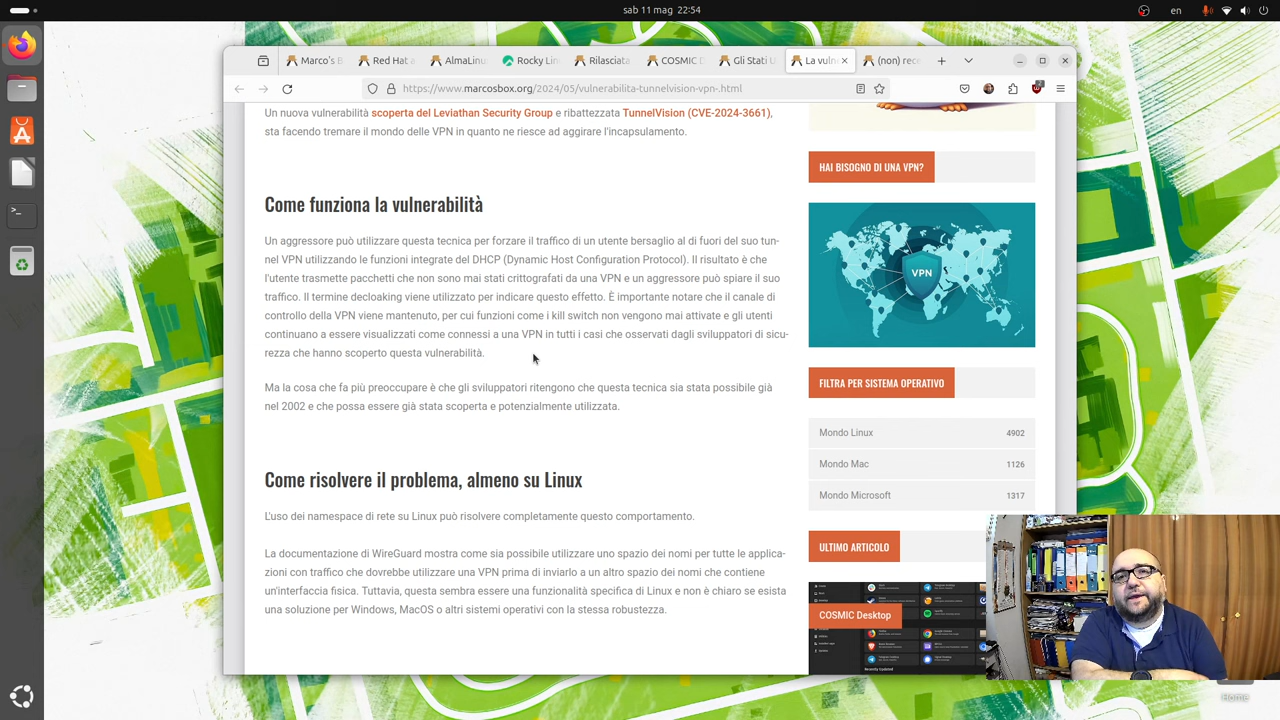 sab 11 mag 22:54
en
Marco's B
Red Hat a
AlmaLinu
Rocky Lin
Rilasciata
COSMIC D
Gli Stati U
La vuln
(non) rece
https://www.marcosbox.org/2024/05/vulnerabilita-tunnelvision-vpn.html
2
Un nuova vulnerabilità scoperta del Leviathan Security Group e ribattezzata TunnelVision (CVE-2024-3661),
sta facendo tremare il mondo delle VPN in quanto ne riesce ad aggirare l'incapsulamento.
Come funziona la vulnerabilità
Un aggressore può utilizzare questa tecnica per forzare il traffico di un utente bersaglio al di fuori del suo tun-
nel VPN utilizzando le funzioni integrate del DHCP (Dynamic Host Configuration Protocol). Il risultato è che
l'utente trasmette pacchetti che non sono mai stati crittografati da una VPN e un aggressore può spiare il suo
traffico. Il termine decloaking viene utilizzato per indicare questo effetto. È importante notare che il canale di
controllo della VPN viene mantenuto, per cui funzioni come i kill switch non vengono mai attivate e gli utenti
continuano a essere visualizzati come connessi a una VPN in tutti i casi che osservati dagli sviluppatori di sicu-
rezza che hanno scoperto questa vulnerabilità.
Ma la cosa che fa più preoccupare è che gli sviluppatori ritengono che questa tecnica sia stata possibile già
nel 2002 e che possa essere già stata scoperta e potenzialmente utilizzata.
Come risolvere il problema, almeno su Linux
L'uso dei namespace di rete su Linux può risolvere completamente questo comportamento.
La documentazione di WireGuard mostra come sia possibile utilizzare uno spazio dei nomi per tutte le applica-
zioni con traffico che dovrebbe utilizzare una VPN prima di inviarlo a un altro spazio dei nomi che contiene
un'interfaccia fisica. Tuttavia, questa sembra essere una funzionalità specifica di Linux e non è chiaro se esista
una soluzione per Windows, MacOS o altri sistemi operativi con la stessa robustezza.
HAI BISOGNO DI UNA VPN?
VPN
FILTRA PER SISTEMA OPERATIVO
Mondo Linux 4902
Mondo Mac 1126
Mondo Microsoft 1317
ULTIMO ARTICOLO
COSMIC Desktop
Recently Updated
Home